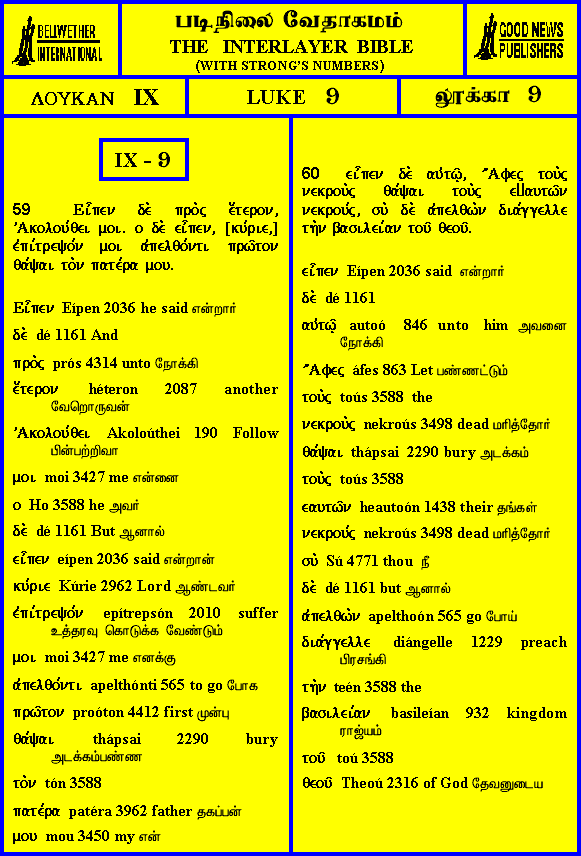 BELLWETHER
INTERNATIONAL
படிநிலை வேதாகமம்
THE INTERLAYER BIBLE
(WITH STRONG'S NUMBERS)
GOOD NEWS
PUBLISHERS
ΛΟΥΚΑΝ IX
LUKE 9
லூக்கா 9
IX - 9
59 Εἶπεν δὲ πρὸς ἕτερον,
Ἀκολούθει μοι. ο δὲ εἶπεν, [κύριε,]
ἐπίτρεψόν μοι ἀπελθόντι πρῶτον
θάψαι τὸν πατέρα μου.
Εἶπεν Eípen 2036 he said என்றார்
δὲ dé 1161 And
πρὸς prós 4314 unto நோக்கி
ἕτερον héteron 2087 another
வேறொருவன்
Ἀκολούθει Akoloúthei 190 Follow
பின்பற்றிவா
μοι moi 3427 me என்னை
ο Ho 3588 he அவர்
δὲ dé 1161 But ஆனால்
εἶπεν eípen 2036 said என்றான்
κύριε Kúrie 2962 Lord ஆண்டவர்
ἐπίτρεψόν epítrepsón 2010 suffer
உத்தரவு கொடுக்க வேண்டும்
μοι moi 3427 me எனக்கு
ἀπελθόντι apelthónti 565 to go போக
πρῶτον proóton 4412 first முன்பு
θάψαι thápsai 2290 bury
அடக்கம்பண்ண
τὸν tón 3588
πατέρα patéra 3962 father தகப்பன்
μου mou 3450 my என்
60 εἶπεν δὲ αὐτῷ, Ἄφες τοὺς
νεκροὺς θάψαι τοὺς ε□αυτῶν
νεκρούς, σὺ δὲ ἀπελθὼν διάγγελλε
τὴν βασιλείαν τοῦ θεοῦ.
εἶπεν Eípen 2036 said என்றார்
δὲ dé 1161
αὐτῷ autoó 846 unto him அவனை
நோக்கி
Ἄφες áfes 863 Let பண்ணட்டும்
τοὺς toús 3588 the
νεκροὺς nekroús 3498 dead மரித்தோர்
θάψαι thápsai 2290 bury அடக்கம்
τοὺς toús 3588
εαυτῶν heautoón 1438 their தங்கள்
νεκρούς nekroús 3498 dead மரித்தோர்
σὺ Sú 4771 thou நீ
δὲ dé 1161 but ஆனால்
ἀπελθὼν apelthoón 565 go போய்
διάγγελλε diángelle 1229 preach
பிரசங்கி
τὴν teén 3588 the
βασιλείαν basileían 932 kingdom
ராஜ்யம்
τοῦ toú 3588
θεοῦ Theoú 2316 of God தேவனுடைய